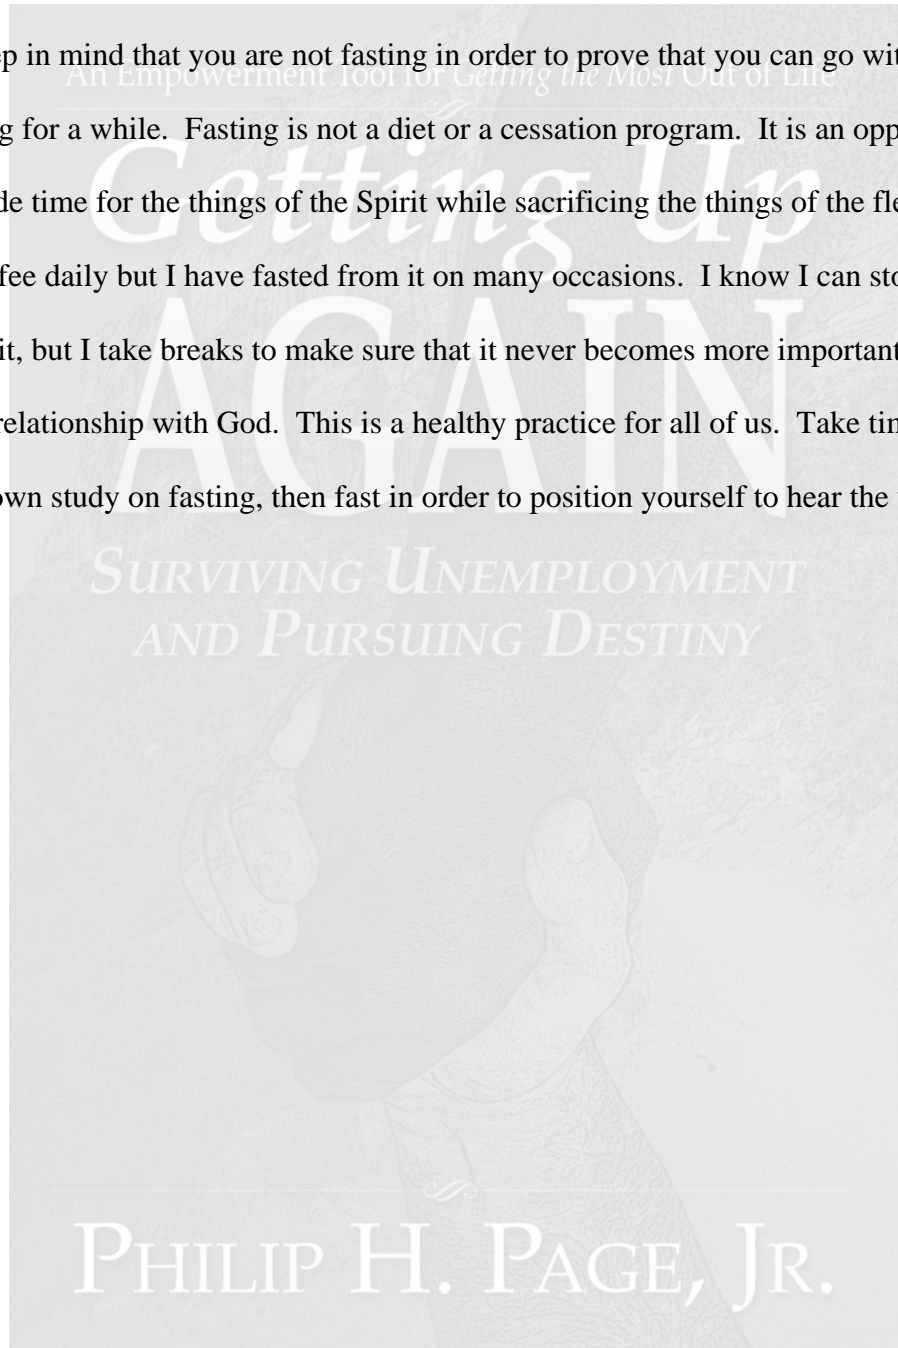 ep in mind that you are not fasting in order to prove that you can go wit
An Empowerment Tool for Getting the Most Out of Life
g for a while. Fasting is not a diet or a cessation program. It is an opp
Getting Up
de time for the things of the Spirit while sacrificing the things of the fle
fee daily but I have fasted from it on many occasions. I know I can sto
AGAIN
it, but I take breaks to make sure that it never becomes more important
relationship with God. This is a healthy practice for all of us. Take tim
own study on fasting, then fast in order to position yourself to hear the
SURVIVING UNEMPLOYMENT
AND PURSUING DESTINY
PHILIP H. PAGE, JR.